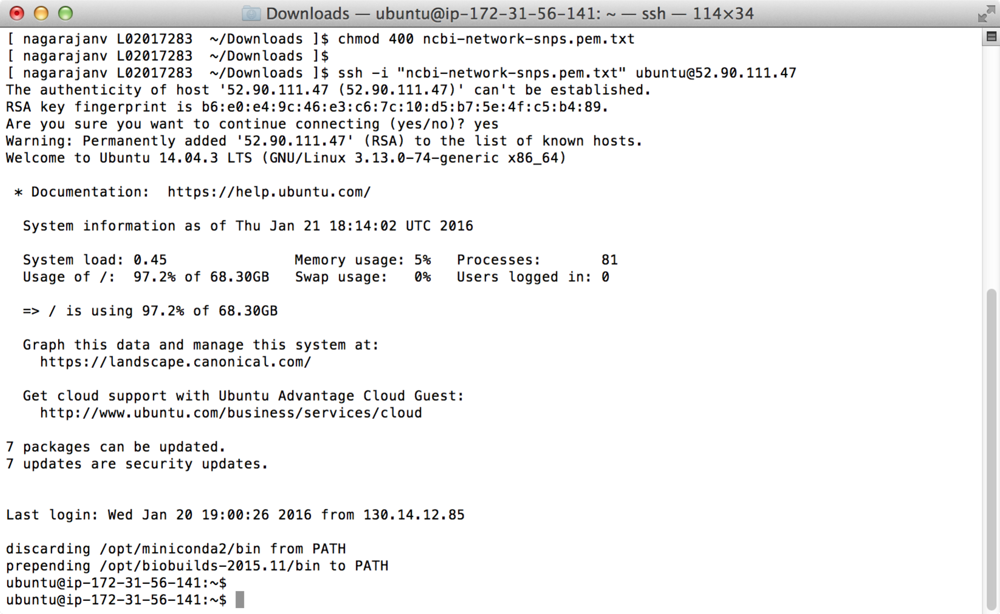 Downloads — ubuntu@ip-172-31-56-141: ~ — ssh — 114×34
[ nagarajanv L02017283  ~/Downloads ]$ chmod 400 ncbi-network-snps.pem.txt
[ nagarajanv L02017283  ~/Downloads ]$
[ nagarajanv L02017283  ~/Downloads ]$ ssh -i "ncbi-network-snps.pem.txt" ubuntu@52.90.111.47
The authenticity of host '52.90.111.47 (52.90.111.47)' can't be established.
RSA key fingerprint is b6:e0:e4:9c:46:e3:c6:7c:10:d5:b7:5e:4f:c5:b4:89.
Are you sure you want to continue connecting (yes/no)? yes
Warning: Permanently added '52.90.111.47' (RSA) to the list of known hosts.
Welcome to Ubuntu 14.04.3 LTS (GNU/Linux 3.13.0-74-generic x86_64)
 * Documentation:  https://help.ubuntu.com/
  System information as of Thu Jan 21 18:14:02 UTC 2016
  System load: 0.45               Memory usage: 5%   Processes:       81
  Usage of /:  97.2% of 68.30GB   Swap usage:   0%   Users logged in: 0
  => / is using 97.2% of 68.30GB
  Graph this data and manage this system at:
    https://landscape.canonical.com/
  Get cloud support with Ubuntu Advantage Cloud Guest:
    http://www.ubuntu.com/business/services/cloud
7 packages can be updated.
7 updates are security updates.
Last login: Wed Jan 20 19:00:26 2016 from 130.14.12.85
discarding /opt/miniconda2/bin from PATH
prepending /opt/biobuilds-2015.11/bin to PATH
ubuntu@ip-172-31-56-141:~$
ubuntu@ip-172-31-56-141:~$